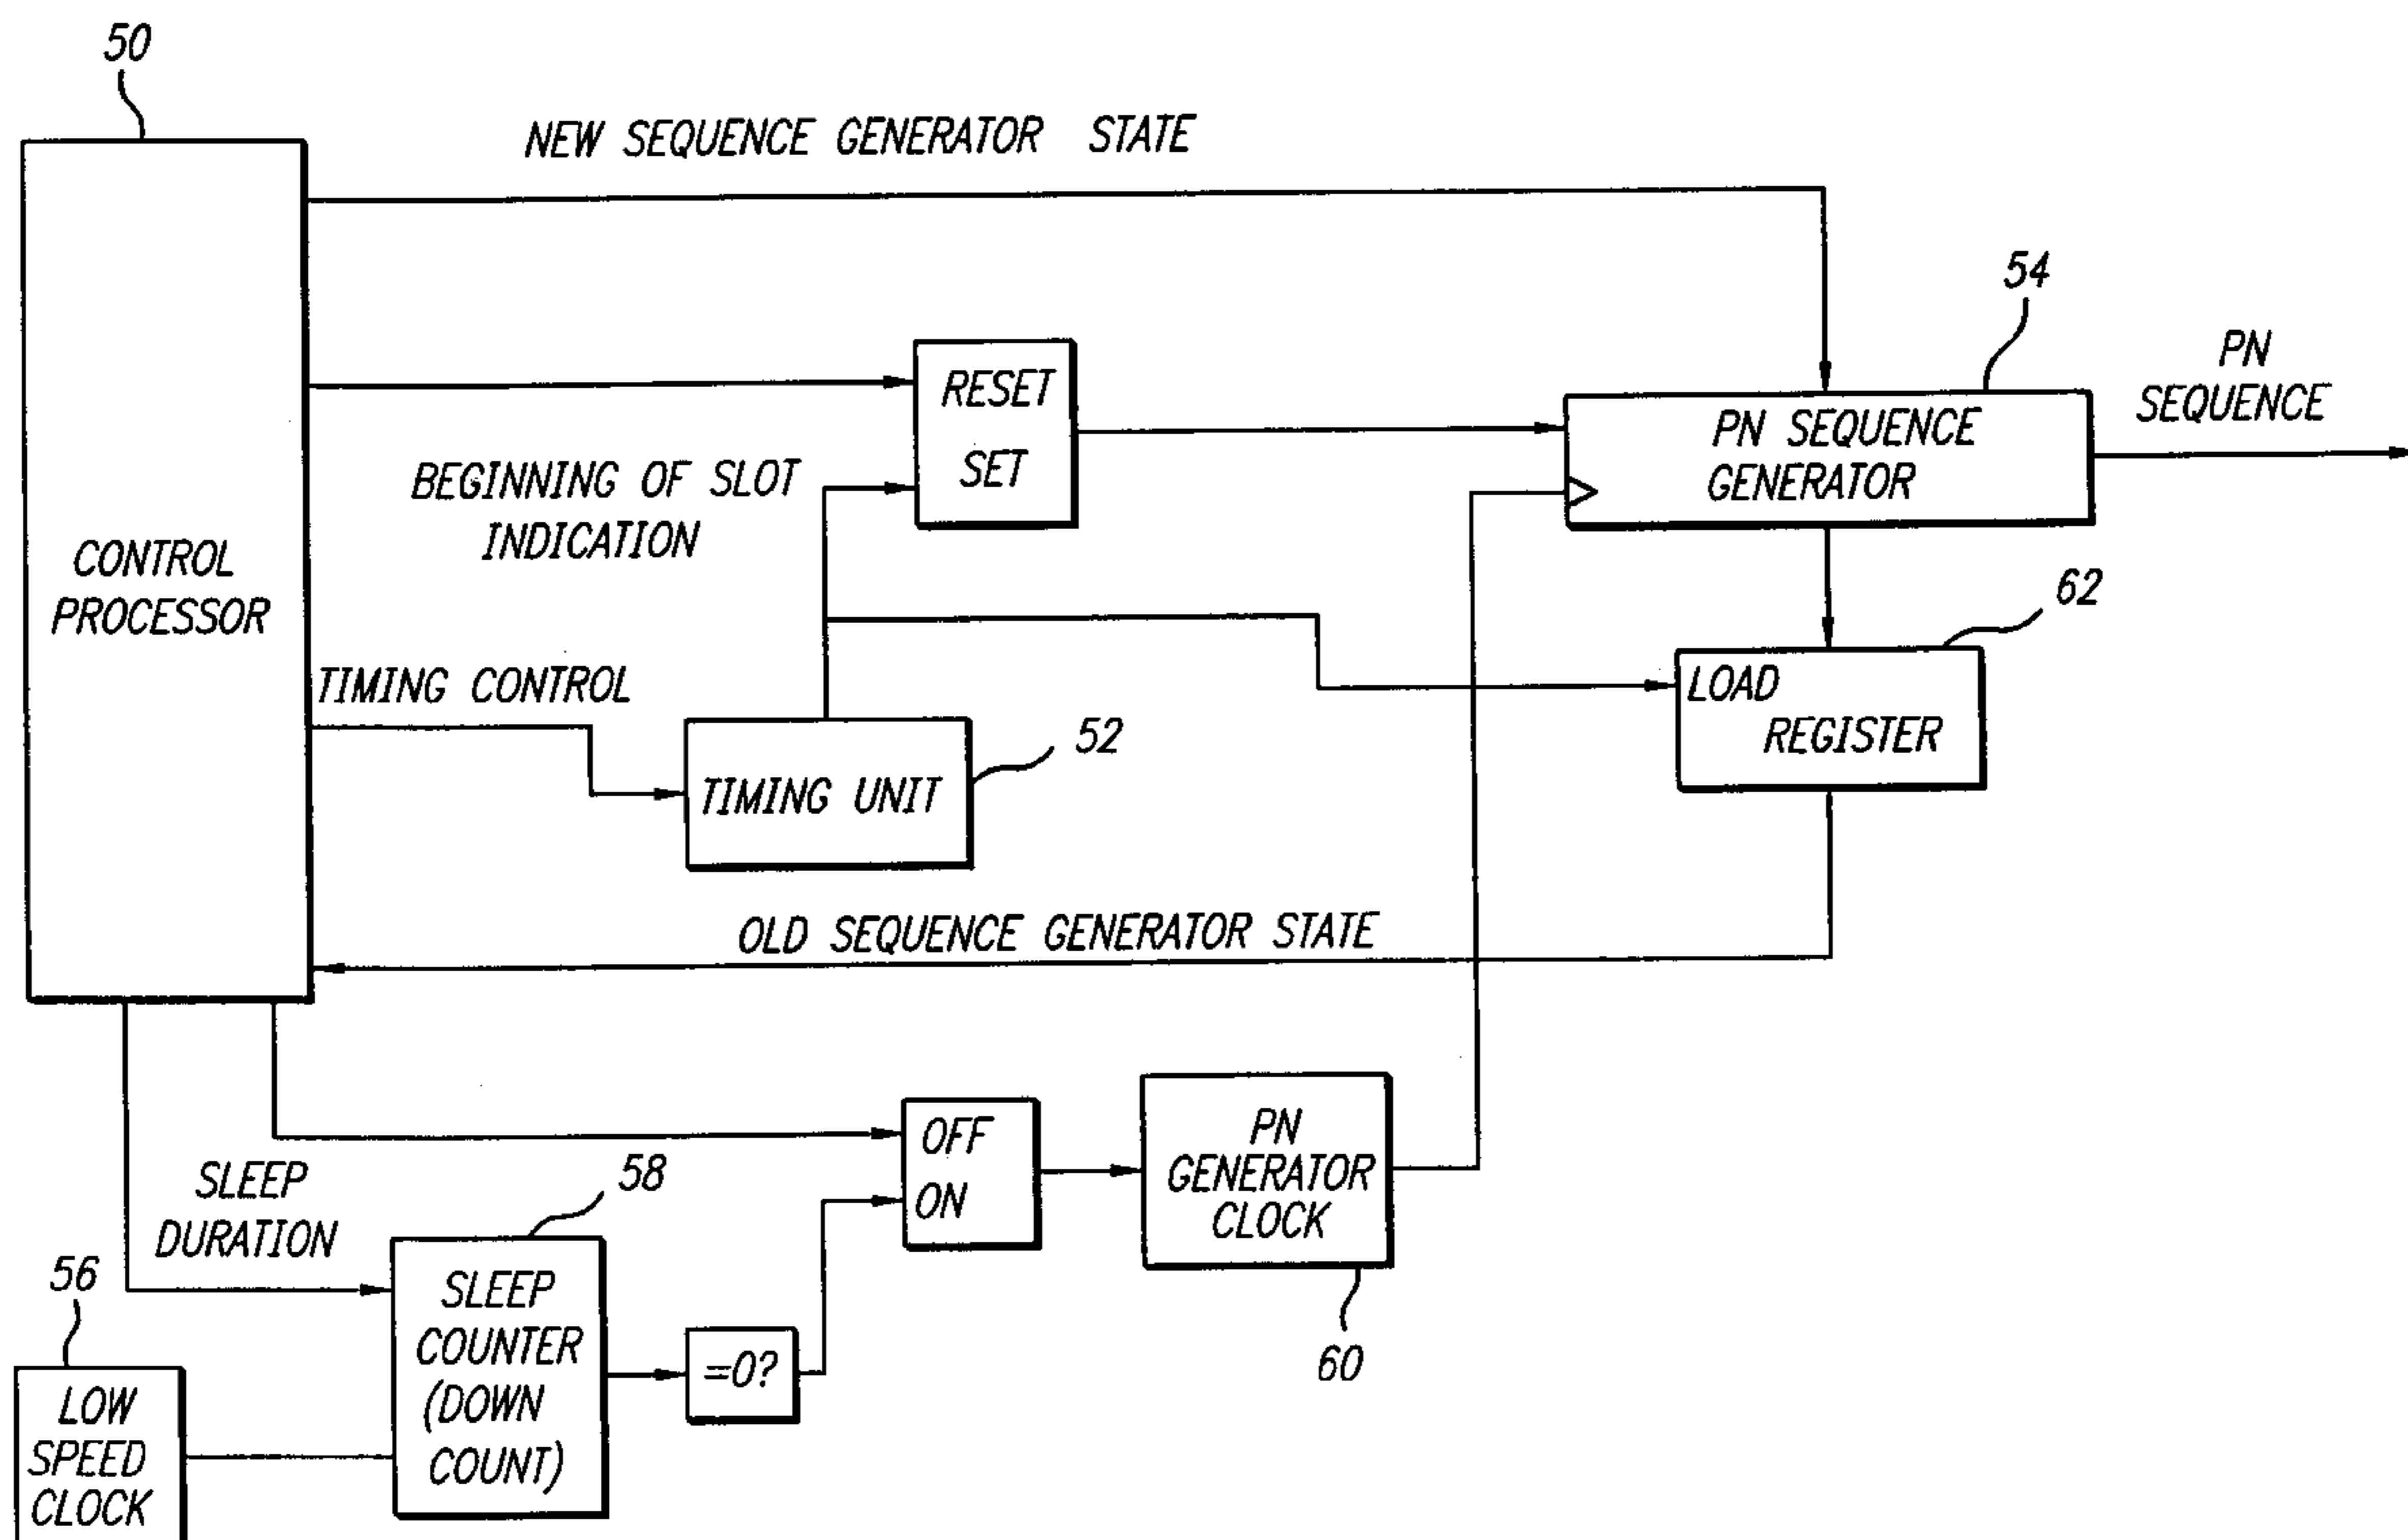 50
NEW SEQUENCE GENERATOR STATE
54
PN
SEQUENCE
RESET
SET
PN SEQUENCE
GENERATOR
BEGINNING OF SLOT
INDICATION
CONTROL
PROCESSOR
62
TIMING CONTROL
LOAD
REGISTER
52
TIMING UNIT
OLD SEQUENCE GENERATOR STATE
OFF
ON
PN
GENERATOR
CLOCK
60
SLEEP
DURATION
58
56
SLEEP
COUNTER
(DOWN
COUNT)
=0?
LOW
SPEED
CLOCK